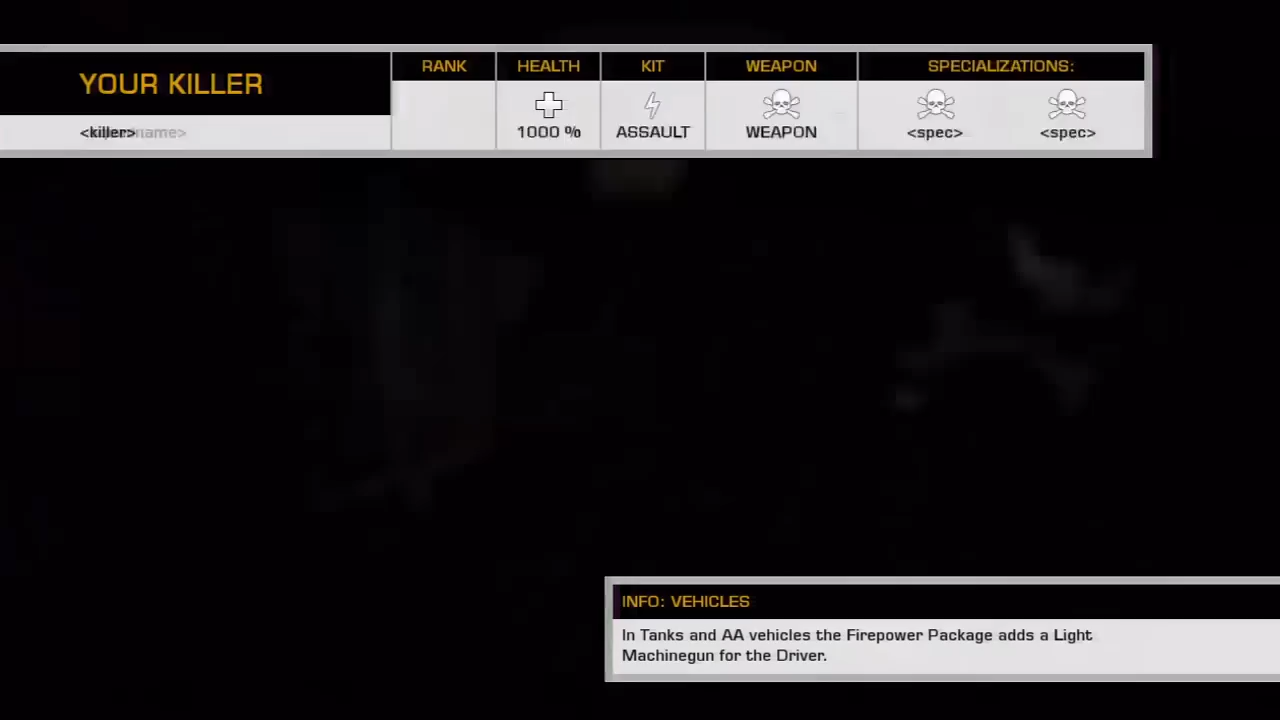 YOUR KILLER
<killer>name>
RANK
HEALTH
1000 %
KIT
ASSAULT
WEAPON
WEAPON
SPECIALIZATIONS:
<spec>
<spec>
INFO: VEHICLES
In Tanks and AA vehicles the Firepower Package adds a Light
Machinegun for the Driver.